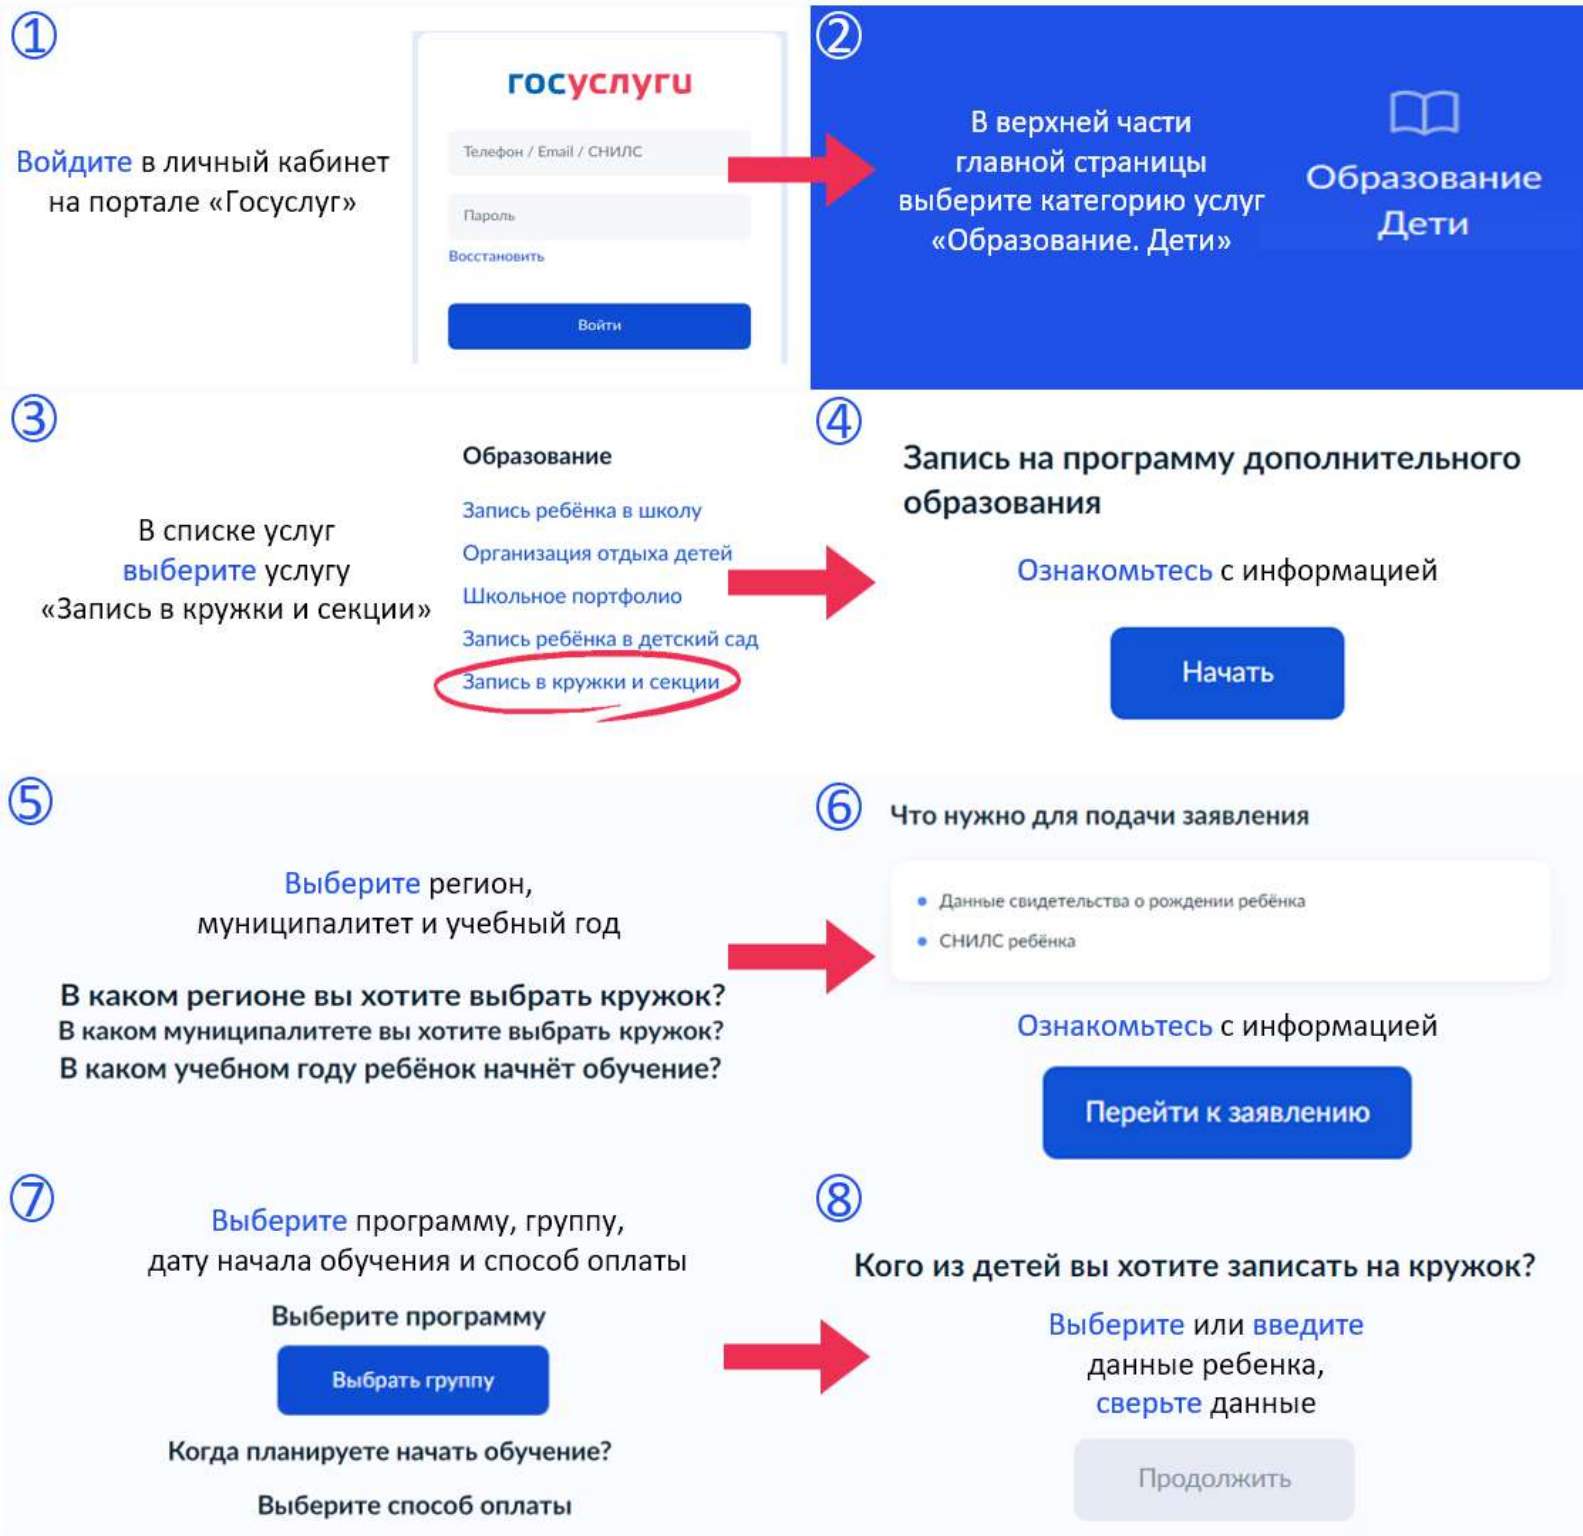 ①
Войдите в личный кабинет
на портале «Госуслуг»
госуслуги
Телефон / Email / СНИЛС
Пароль
Восстановить
Войти
②
В верхней части
главной страницы
выберите категорию услуг
«Образование. Дети»
Образование
Дети
③
В списке услуг
выберите услугу
«Запись в кружки и секции»
Образование
Запись ребёнка в школу
Организация отдыха детей
Школьное портфолио
Запись ребёнка в детский сад
Запись в кружки и секции
④
Запись на программу дополнительного
образования
Ознакомьтесь с информацией
Начать
⑤
Выберите регион,
муниципалитет и учебный год
В каком регионе вы хотите выбрать кружок?
В каком муниципалитете вы хотите выбрать кружок?
В каком учебном году ребёнок начнёт обучение?
⑥
Что нужно для подачи заявления
• Данные свидетельства о рождении ребёнка
• СНИЛС ребёнка
Ознакомьтесь с информацией
Перейти к заявлению
⑦
Выберите программу, группу,
дату начала обучения и способ оплаты
Выберите программу
Выбрать группу
Когда планируете начать обучение?
Выберите способ оплаты
⑧
Кого из детей вы хотите записать на кружок?
Выберите или введите
данные ребенка,
сверьте данные
Продолжить